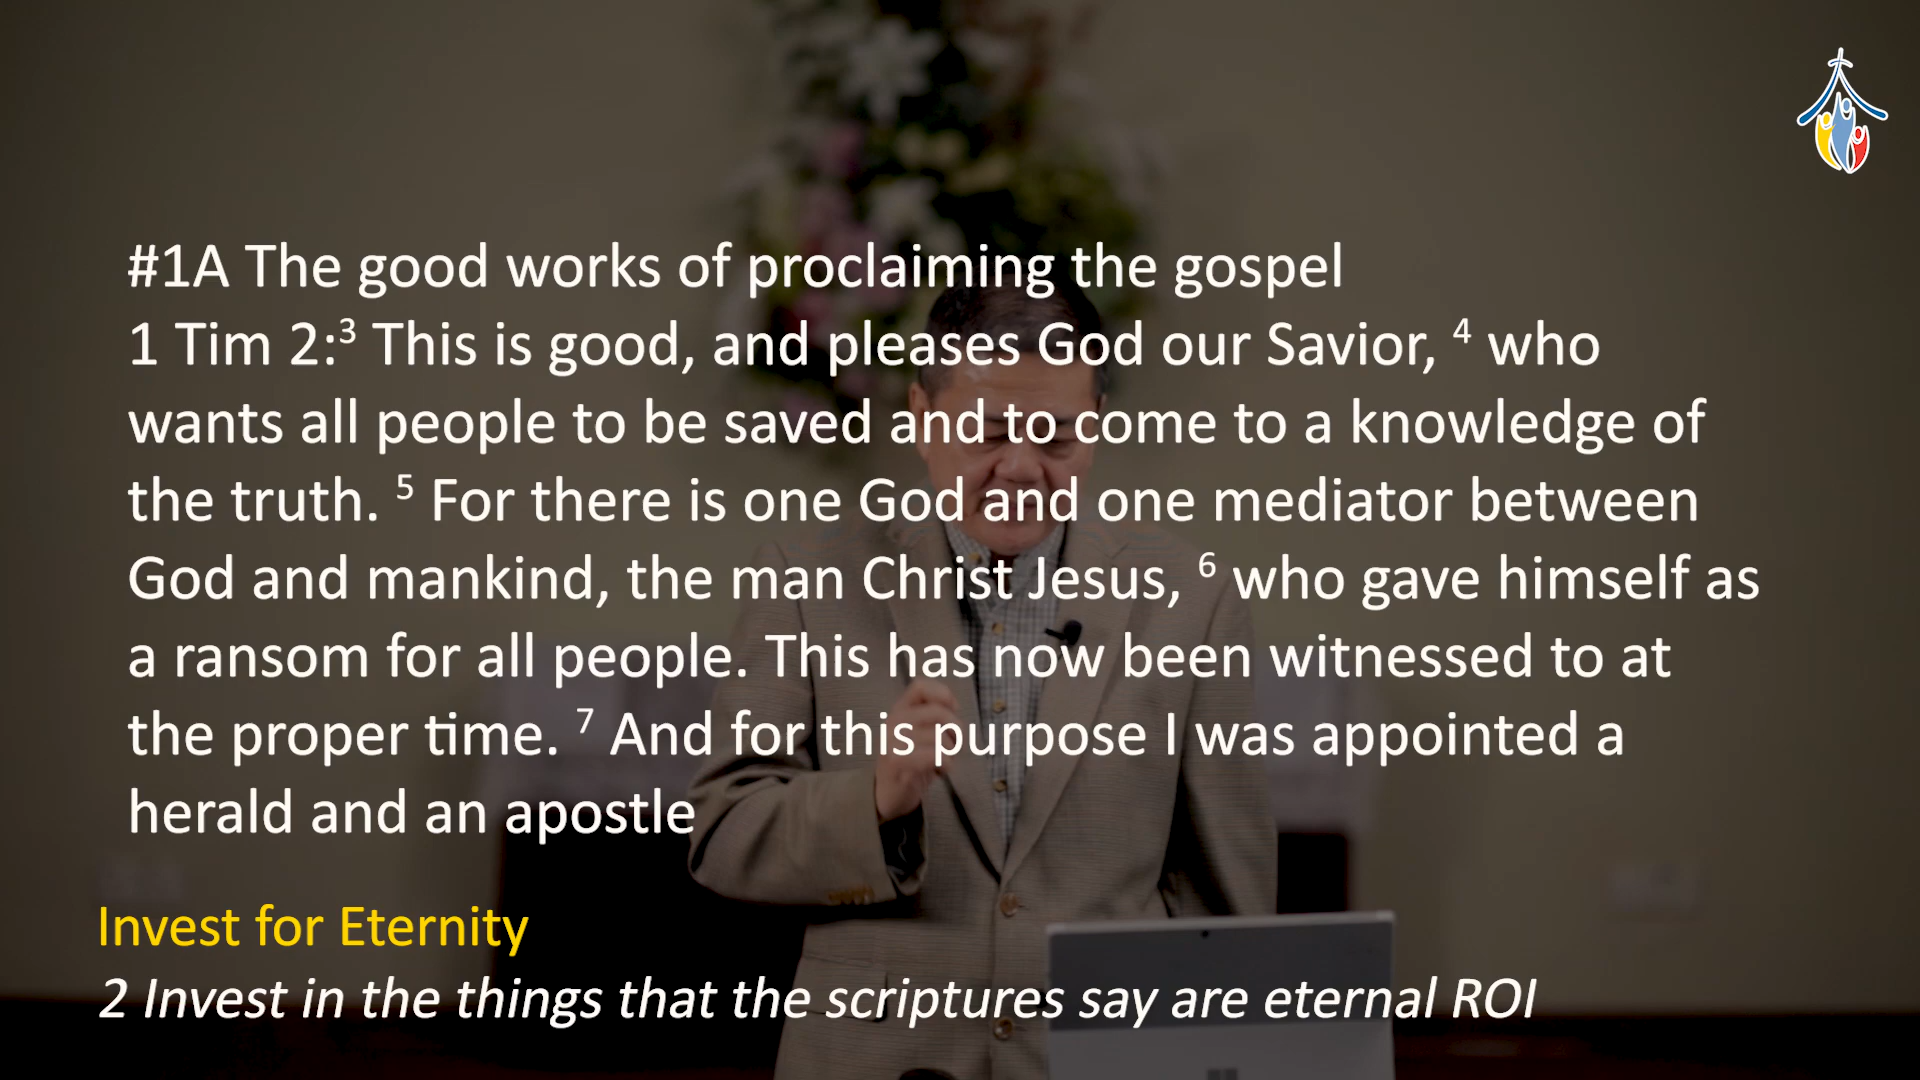 #1A The good works of proclaiming the gospel
1 Tim 2:³ This is good, and pleases God our Savior, ⁴ who
wants all people to be saved and to come to a knowledge of
the truth. ⁵ For there is one God and one mediator between
God and mankind, the man Christ Jesus, ⁶ who gave himself as
a ransom for all people. This has now been witnessed to at
the proper time. ⁷ And for this purpose I was appointed a
herald and an apostle
Invest for Eternity
2 Invest in the things that the scriptures say are eternal ROI